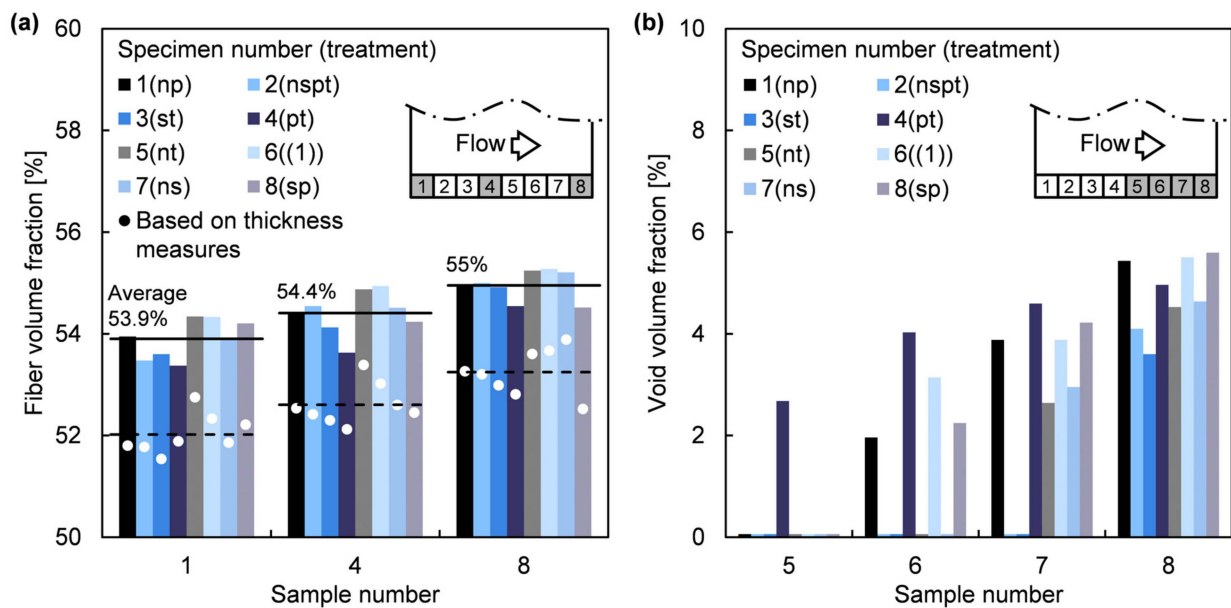 (a)
60
58
56
54
52
50
Fiber volume fraction [%]
Specimen number (treatment)
1(np) 2(nspt)
3(st) 4(pt)
5(nt) 6((1))
7(ns) 8(sp)
Based on thickness
measures
Flow
1 2 3 4 5 6 7 8
Average
53.9%
54.4%
55%
1 4 8
Sample number
(b)
10
8
6
4
2
0
Void volume fraction [%]
Specimen number (treatment)
1(np) 2(nspt)
3(st) 4(pt)
5(nt) 6((1))
7(ns) 8(sp)
Flow
1 2 3 4 5 6 7 8
5 6 7 8
Sample number